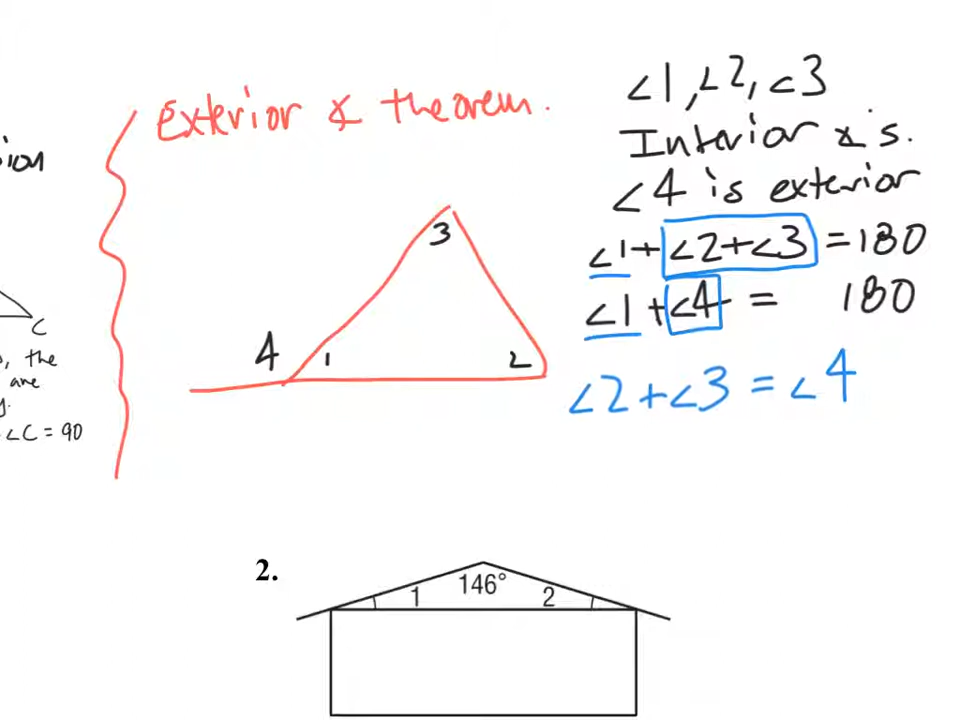 Exterior ∡ theorem.
∠1, ∠2, ∠3
Interior ∡'s.
∠4 is exterior
∠1+∠2+∠3 = 180
∠1 + ∠4 = 180
∠2+∠3 = ∠4
3
4
1
2
C
the
are
∠C = 90
2.
146°
1
2